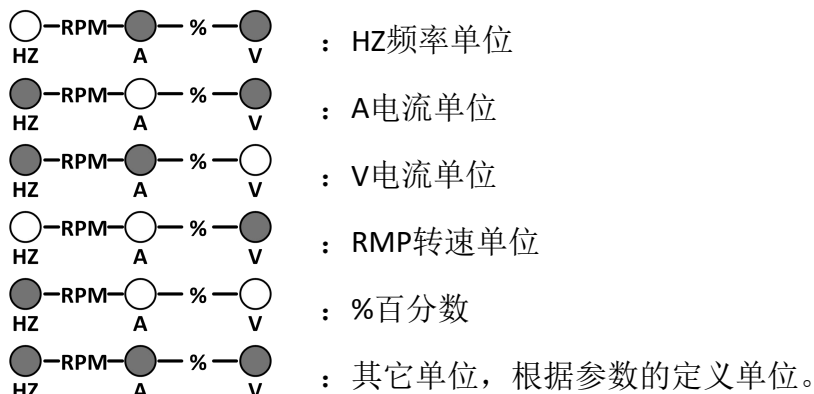 RPM % ：HZ频率单位
HZ A V
RPM % ：A电流单位
HZ A V
RPM % ：V电流单位
HZ A V
RPM % ：RMP转速单位
HZ A V
RPM % ：%百分数
HZ A V
RPM % ：其它单位，根据参数的定义单位。
HZ A V